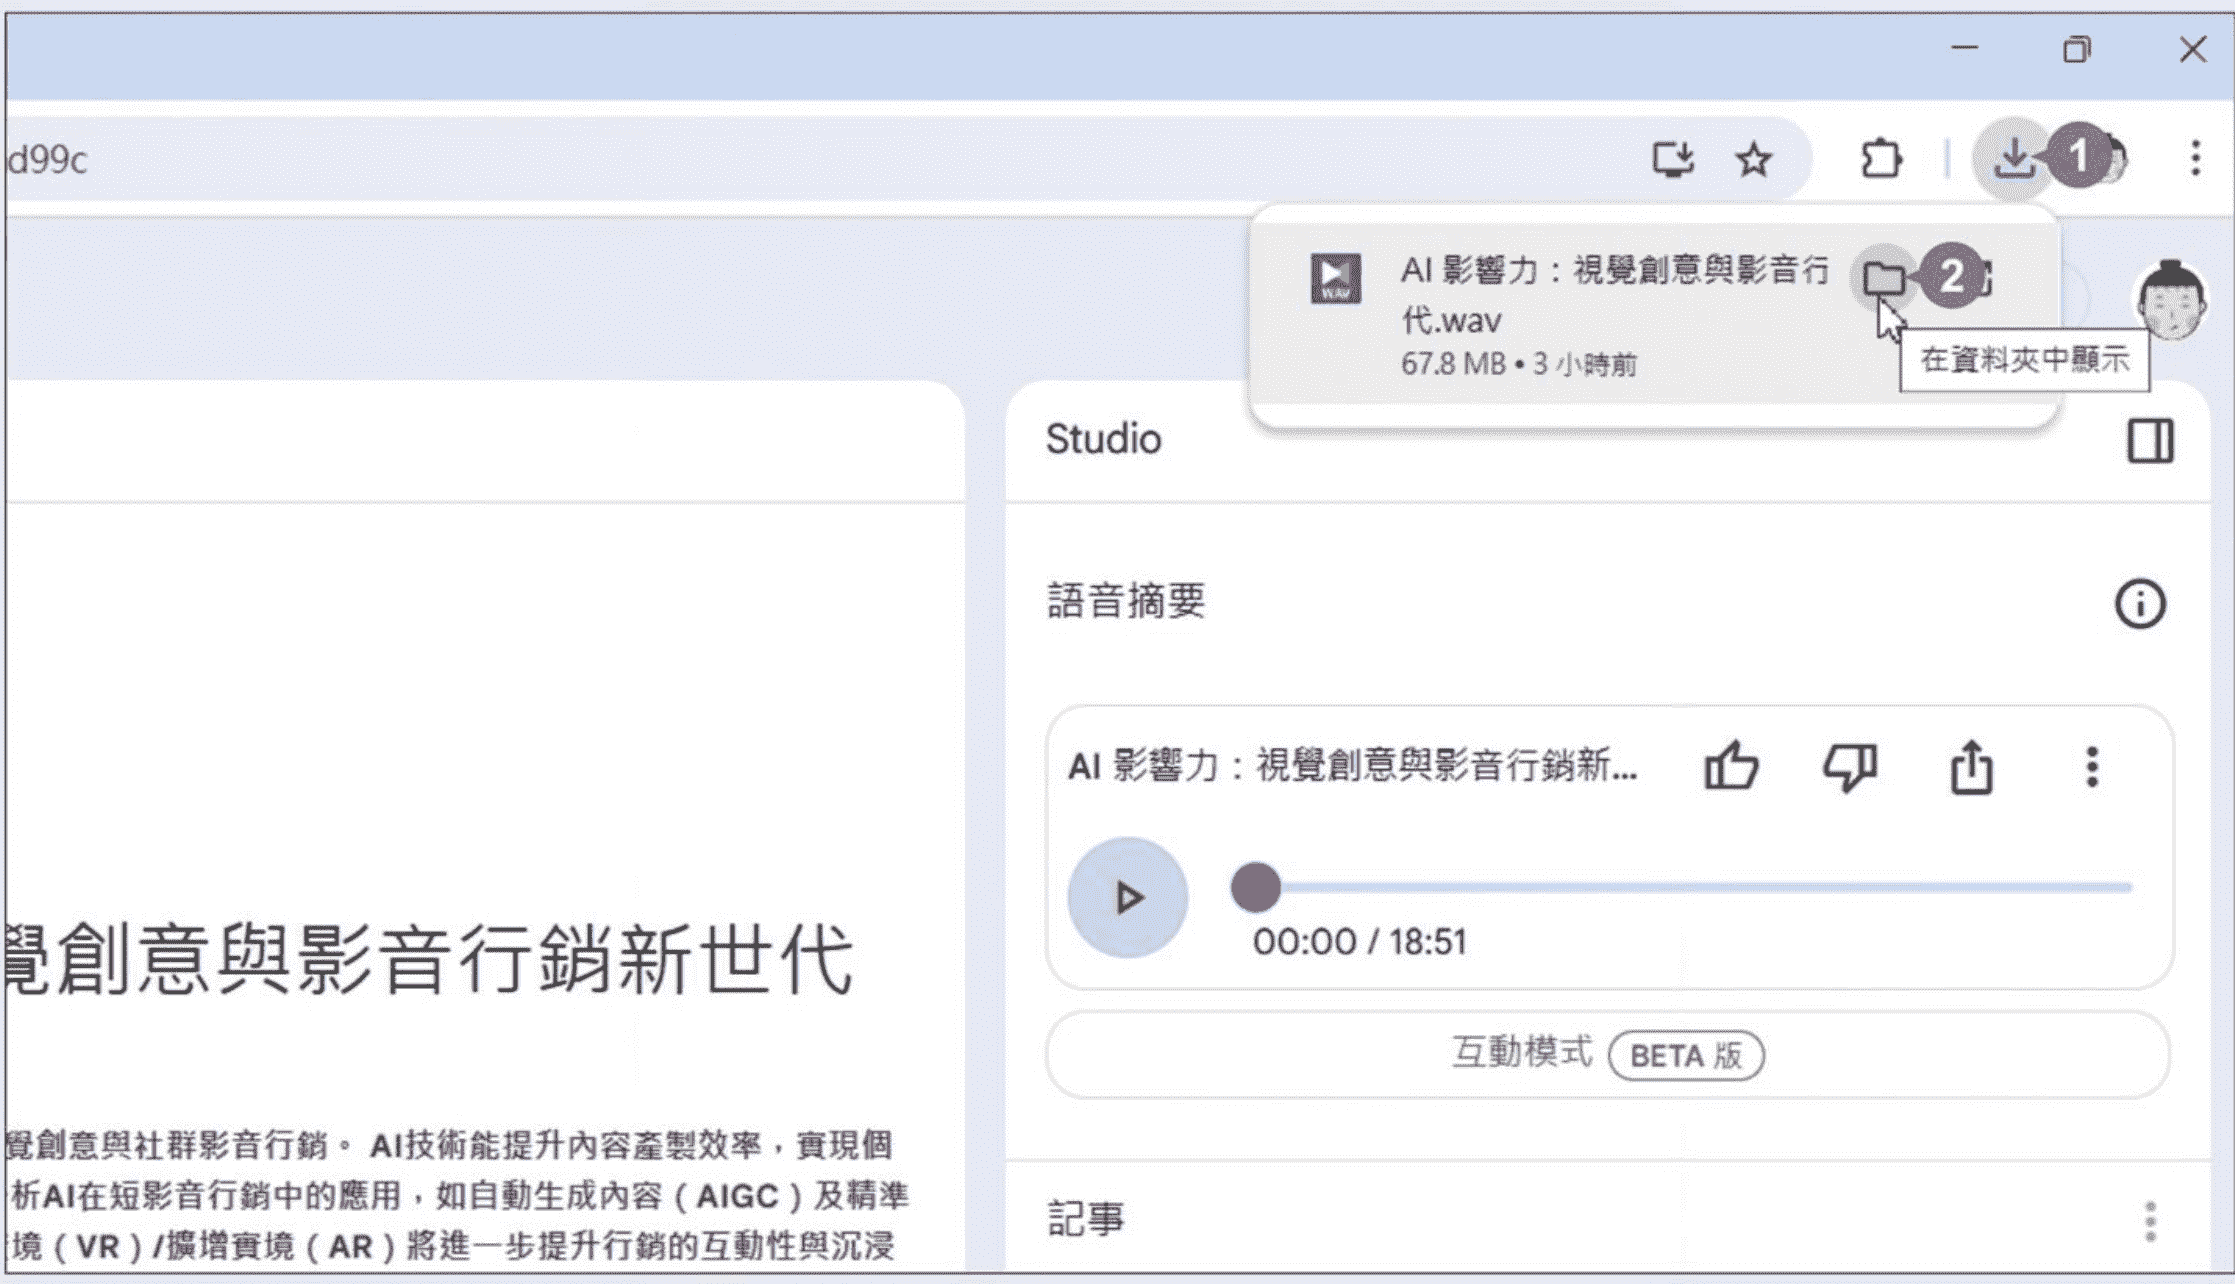 d99c
1
AI 影響力：視覺創意與影音行
代.wav
67.8 MB • 3 小時前
2
在資料夾中顯示
WAV
Studio
語音摘要
AI 影響力：視覺創意與影音行銷新...
00:00 / 18:51
互動模式 BETA 版
記事
覺創意與影音行銷新世代
覺創意與社群影音行銷。 AI技術能提升內容產製效率，實現個
析AI在短影音行銷中的應用，如自動生成內容（AIGC）及精準
境（VR）/擴增實境（AR）將進一步提升行銷的互動性與沉浸